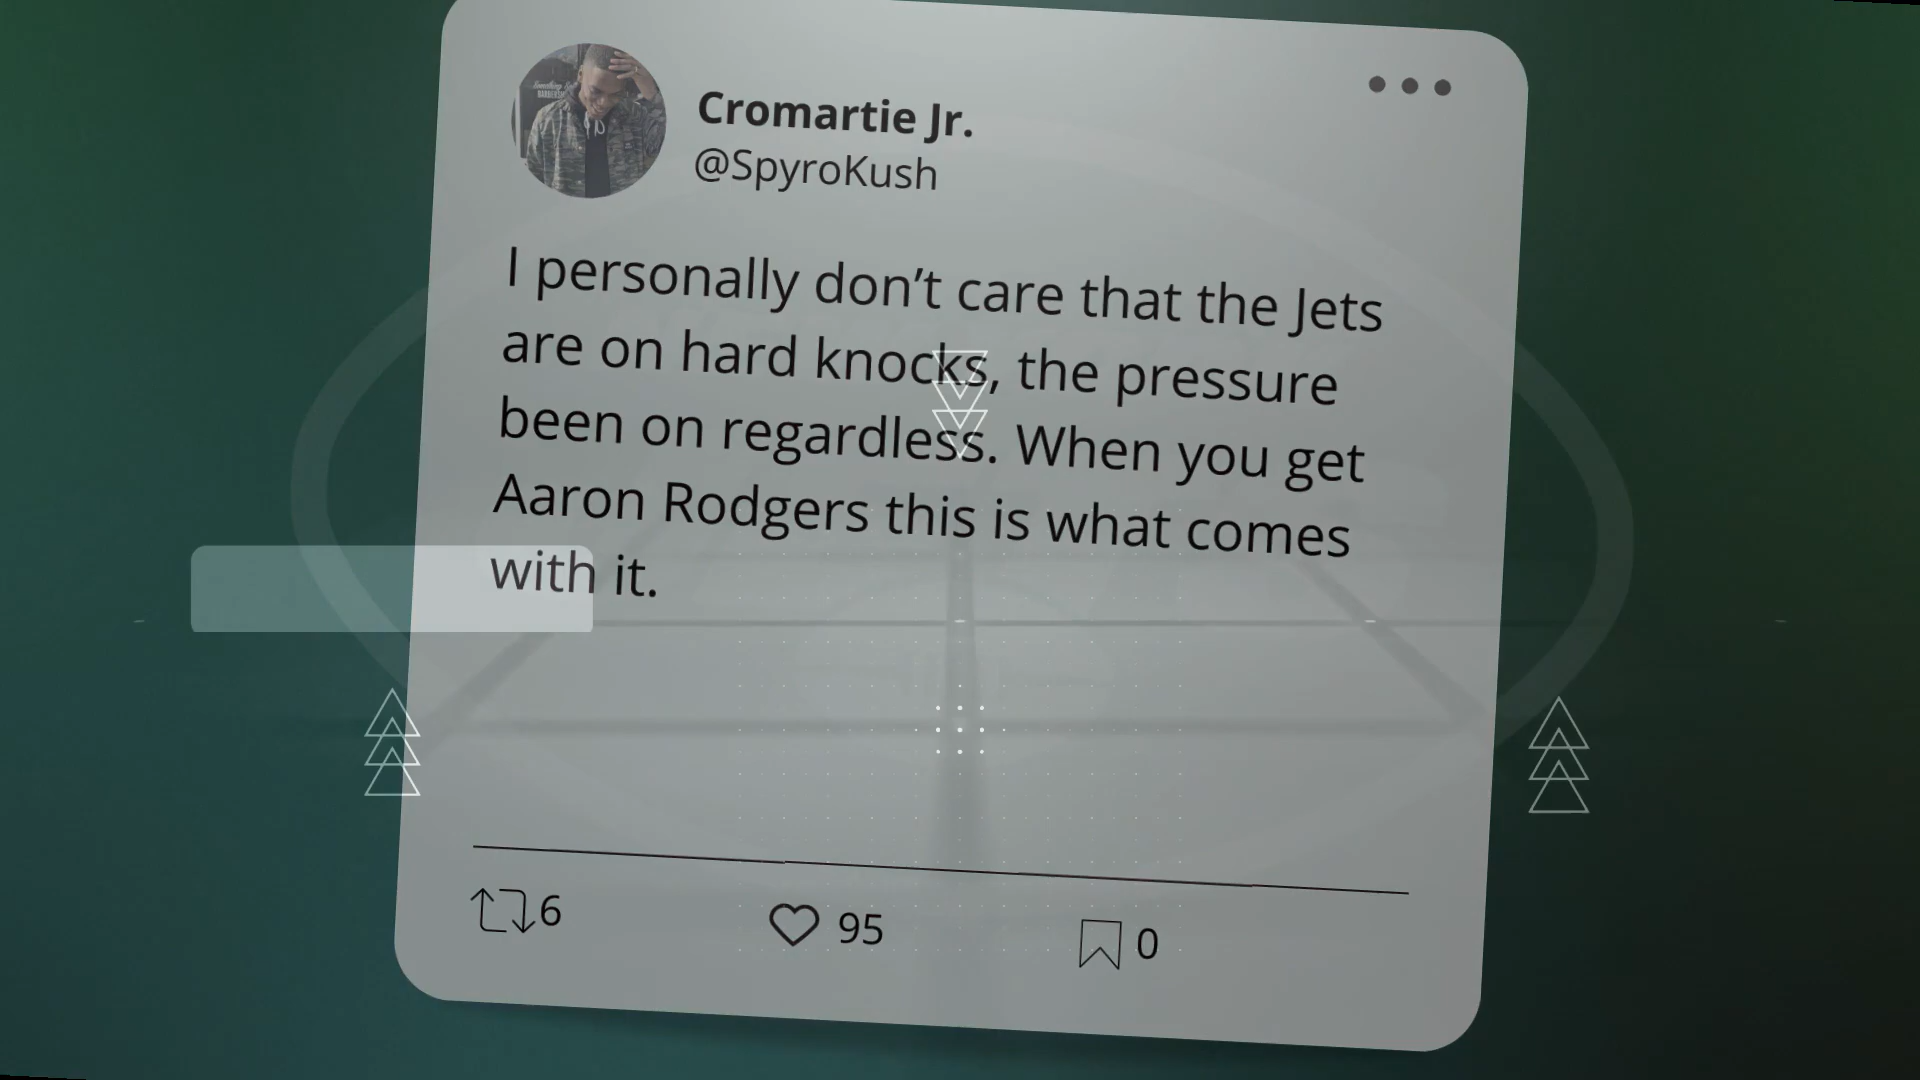 Cromartie Jr.
@SpyroKush
I personally don’t care that the Jets
are on hard knocks, the pressure
been on regardless. When you get
Aaron Rodgers this is what comes
with it.
6
95
0